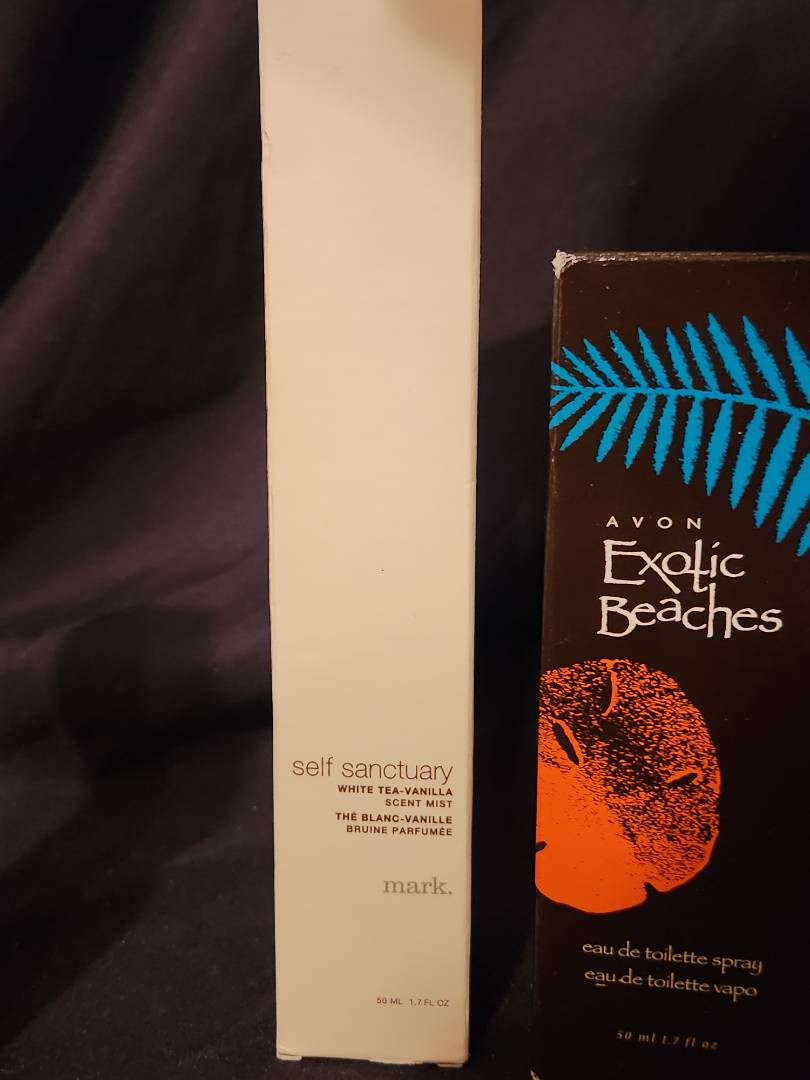 self sanctuary
WHITE TEA-VANILLA
SCENT MIST
THÉ BLANC-VANILLE
BRUINE PARFUMÉE
mark.
50 ML 1.7 FL OZ
AVON
Exotic
Beaches
eau de toilette spray
eau de toilette vapo
50 ml 1.7 fl oz